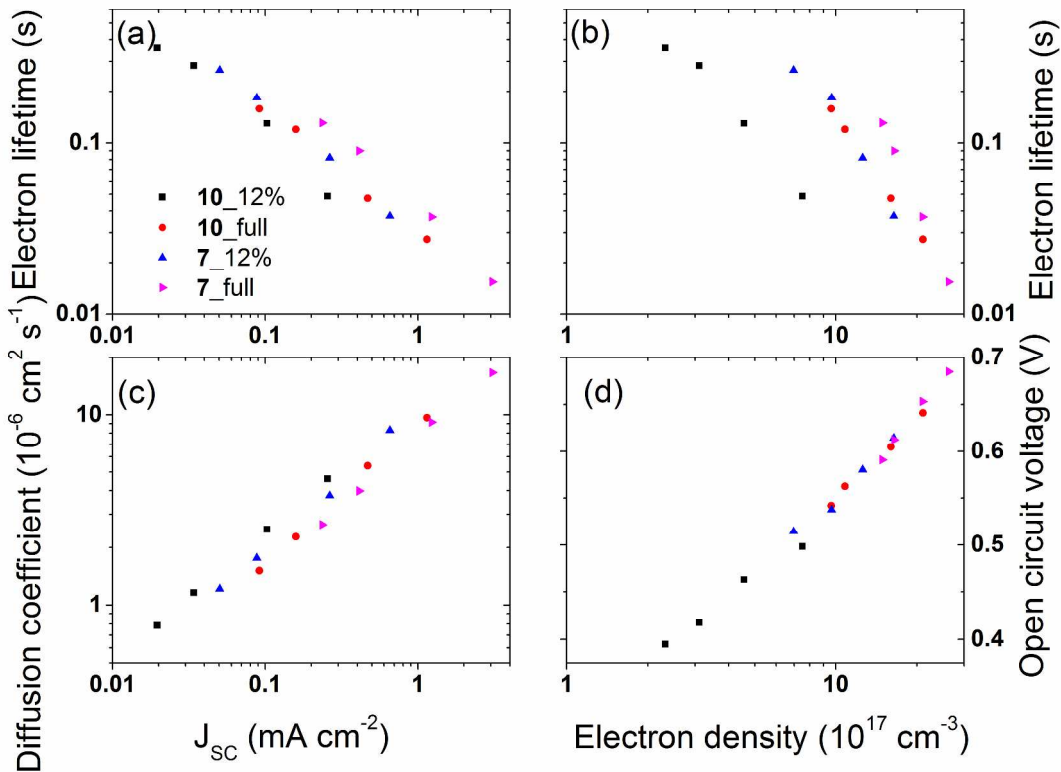 (a)
(b)
Electron lifetime (s)
0.1
0.01
10_12%
10_full
7_12%
7_full
0.01
0.1
1
Electron lifetime (s)
0.1
0.01
1
10
(c)
(d)
Diffusion coefficient (10⁻⁶ cm² s⁻¹)
10
1
0.01
0.1
1
J_SC (mA cm⁻²)
Open circuit voltage (V)
0.7
0.6
0.5
0.4
1
10
Electron density (10¹⁷ cm⁻³)